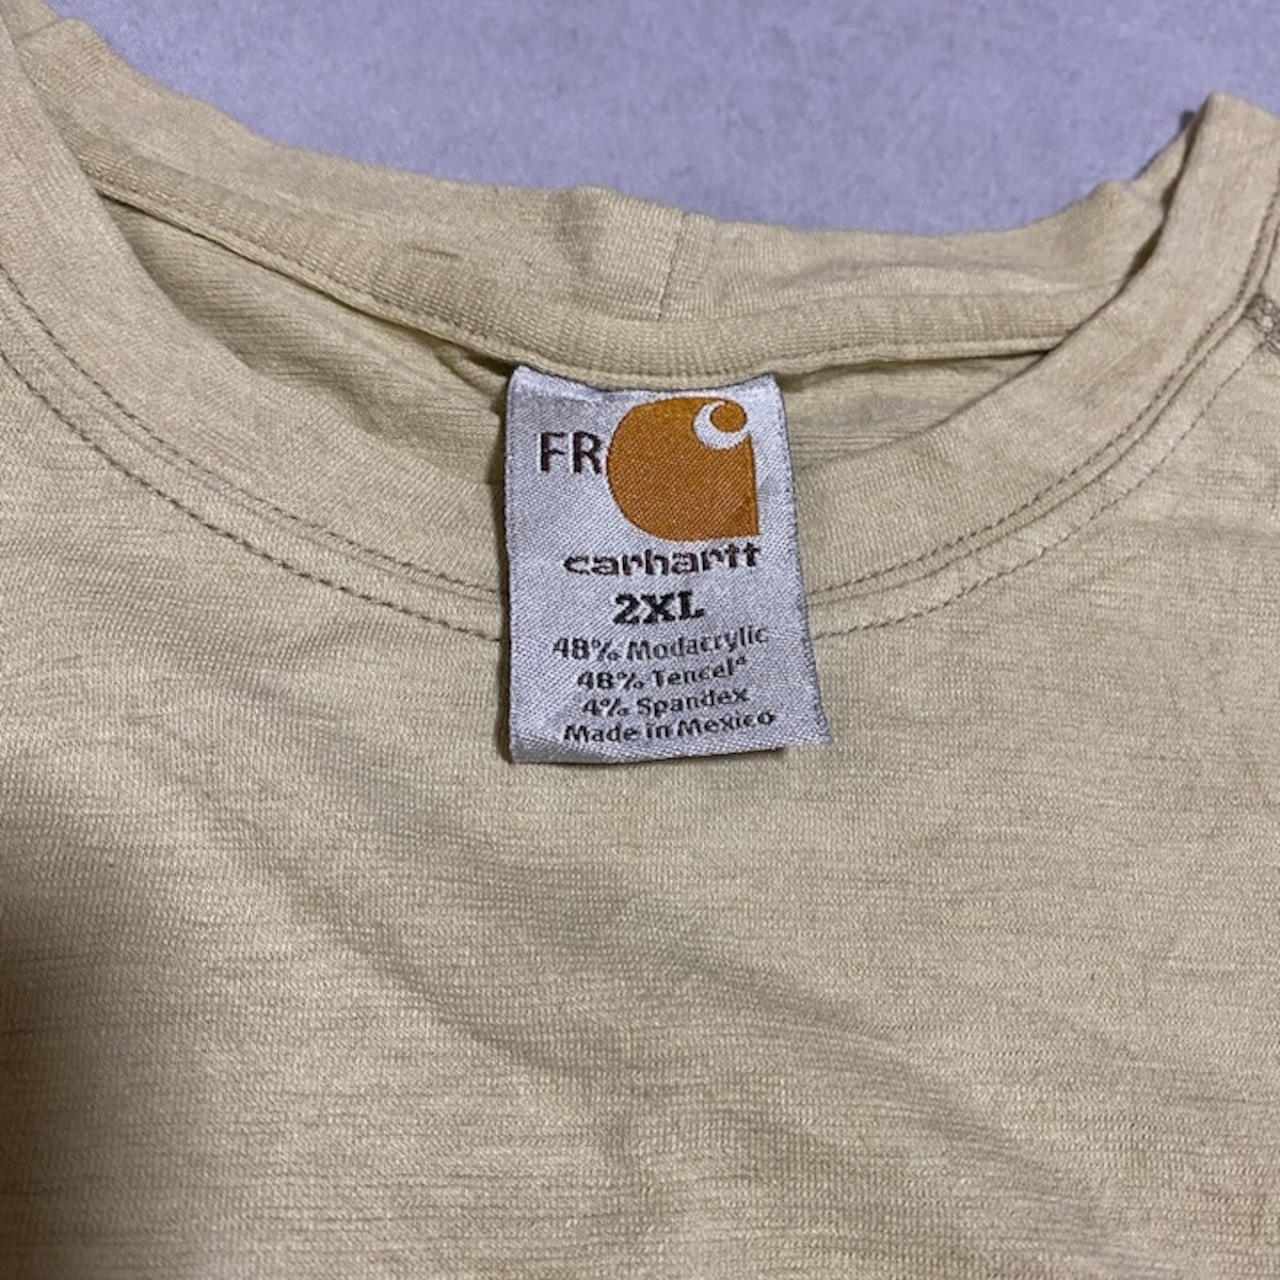 FR
carhartt
2XL
48% Modacrylic
48% Tencel®
4% Spandex
Made in Mexico